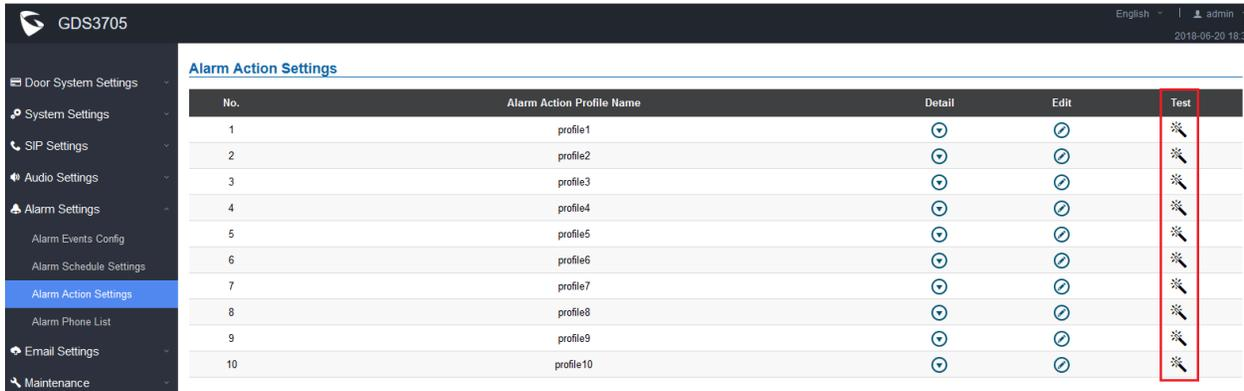 GDS3705
English
admin
2018-06-20 18:3
Door System Settings
System Settings
SIP Settings
Audio Settings
Alarm Settings
Alarm Events Config
Alarm Schedule Settings
Alarm Action Settings
Alarm Phone List
Email Settings
Maintenance
Alarm Action Settings
No. Alarm Action Profile Name Detail Edit Test
1 profile1
2 profile2
3 profile3
4 profile4
5 profile5
6 profile6
7 profile7
8 profile8
9 profile9
10 profile10